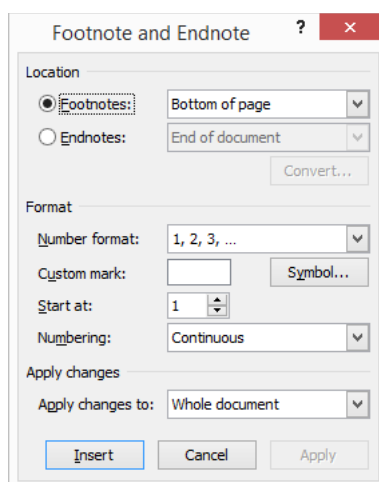 Footnote and Endnote ? ×
Location
Footnotes: Bottom of page
Endnotes: End of document
Convert...
Format
Number format: 1, 2, 3, ...
Custom mark: Symbol...
Start at: 1
Numbering: Continuous
Apply changes
Apply changes to: Whole document
Insert Cancel Apply